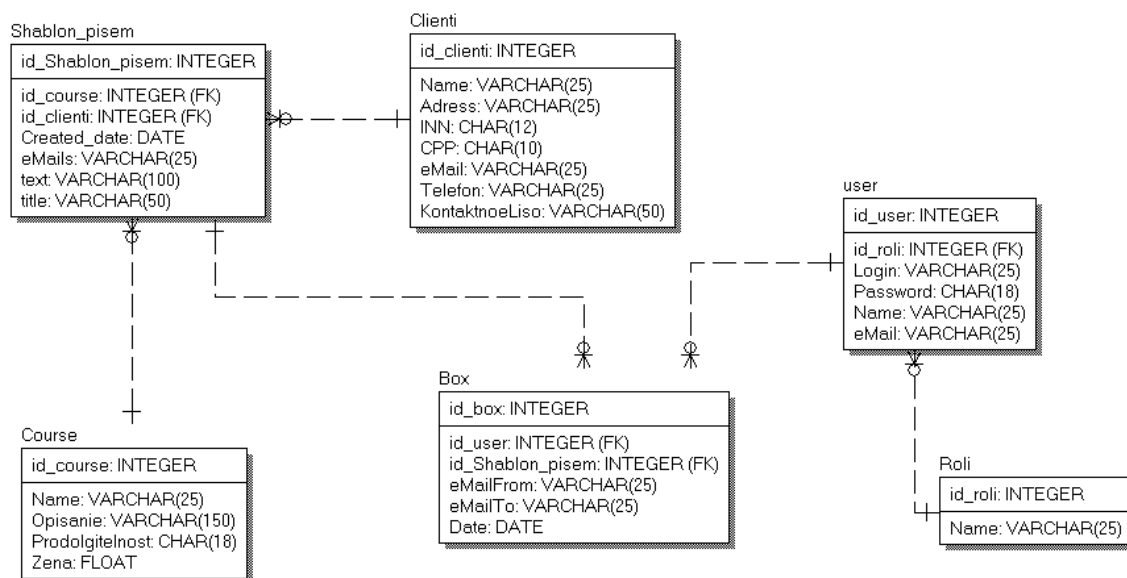 Shablon_pisem
id_Shablon_pisem: INTEGER
id_course: INTEGER (FK)
id_clienti: INTEGER (FK)
Created_date: DATE
eMails: VARCHAR(25)
text: VARCHAR(100)
title: VARCHAR(50)
Clienti
id_clienti: INTEGER
Name: VARCHAR(25)
Adress: VARCHAR(25)
INN: CHAR(12)
CPP: CHAR(10)
eMail: VARCHAR(25)
Telefon: VARCHAR(25)
KontaktnoeLiso: VARCHAR(50)
user
id_user: INTEGER
id_roli: INTEGER (FK)
Login: VARCHAR(25)
Password: CHAR(18)
Name: VARCHAR(25)
eMail: VARCHAR(25)
Course
id_course: INTEGER
Name: VARCHAR(25)
Opisanie: VARCHAR(150)
Prodolgitelnost: CHAR(18)
Zena: FLOAT
Box
id_box: INTEGER
id_user: INTEGER (FK)
id_Shablon_pisem: INTEGER (FK)
eMailFrom: VARCHAR(25)
eMailTo: VARCHAR(25)
Date: DATE
Roli
id_roli: INTEGER
Name: VARCHAR(25)